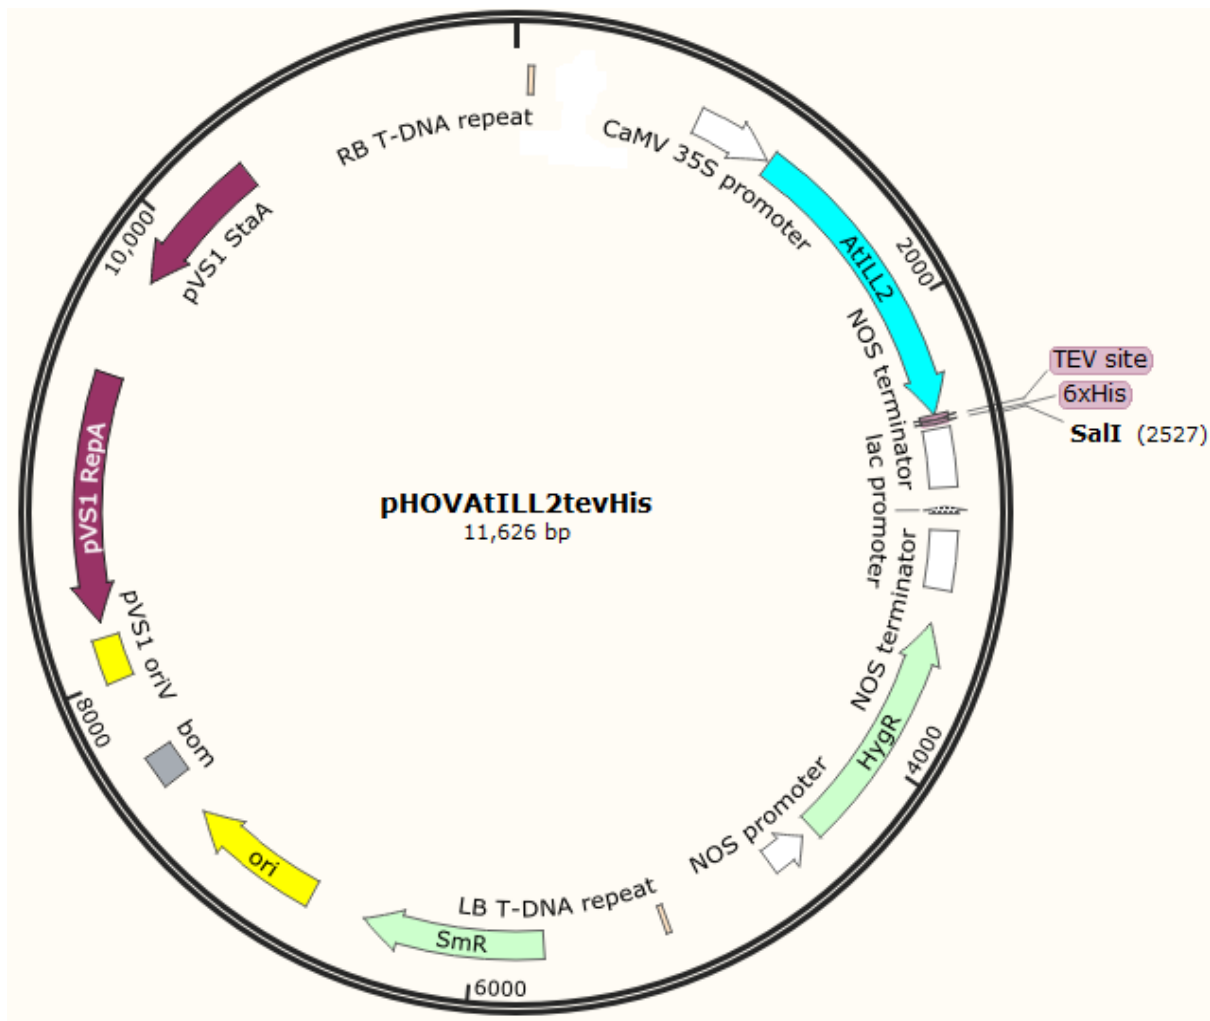 RB T-DNA repeat
CaMV 35S promoter
AtILL2
2000
TEV site
6xHis
SalI (2527)
NOS terminator
lac promoter
NOS terminator
HygR
4000
NOS promoter
LB T-DNA repeat
SmR
6000
ori
bom
8000
pVS1 oriV
pVS1 RepA
10,000
pVS1 StaA
pHOVAtILL2tevHis
11,626 bp